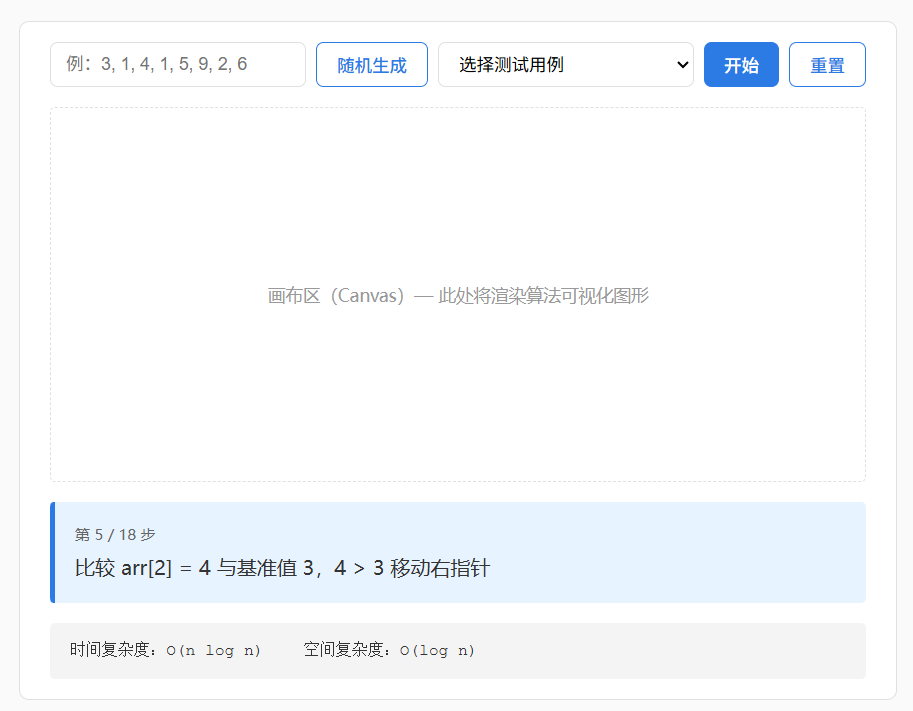 例：3, 1, 4, 1, 5, 9, 2, 6 随机生成 选择测试用例 开始 重置
画布区（Canvas）— 此处将渲染算法可视化图形
第 5 / 18 步
比较 arr[2] = 4 与基准值 3，4 > 3 移动右指针
时间复杂度：O(n log n) 空间复杂度：O(log n)